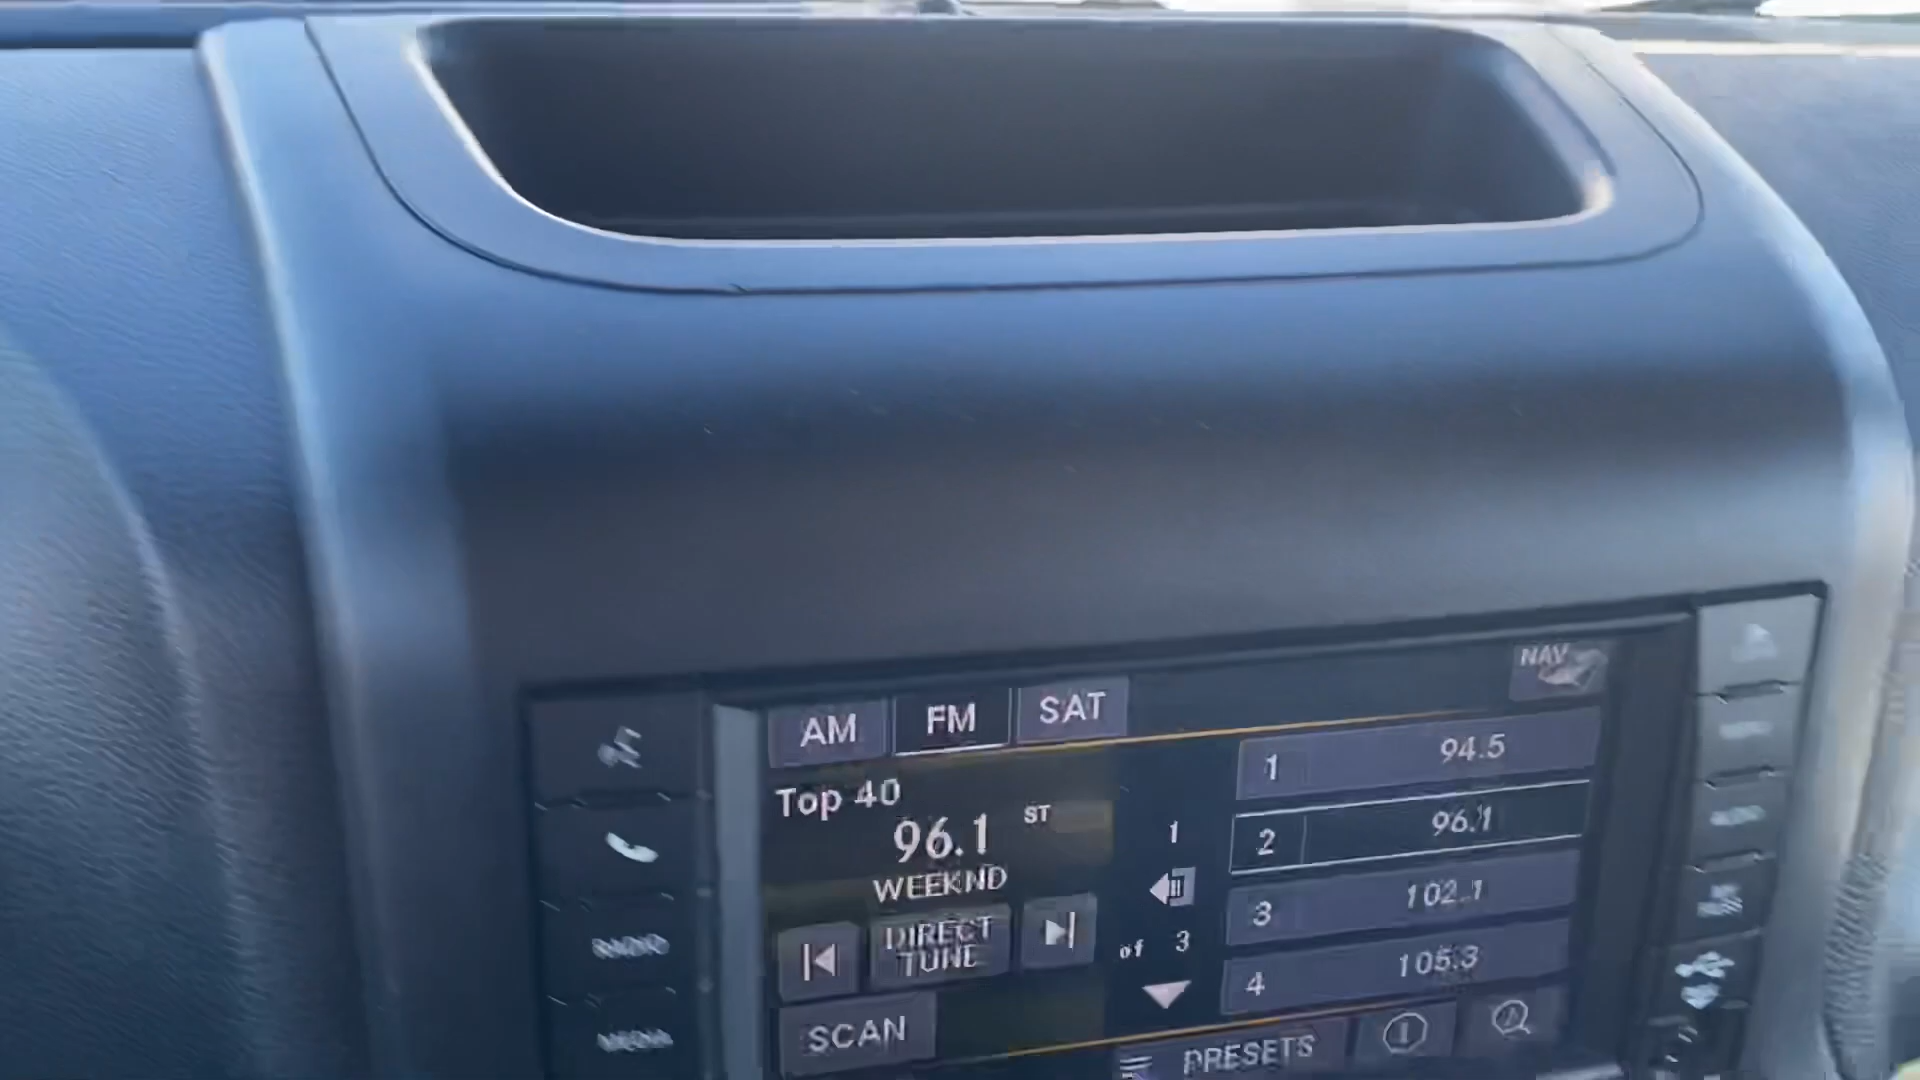 NAV
AM FM SAT
1 94.5
Top 40
96.1 ST
2 96.1
WEEKND
1
3 102.1
DIRECT
TUNE
of 3
4 105.3
SCAN
PRESETS
RADIO
MEDIA